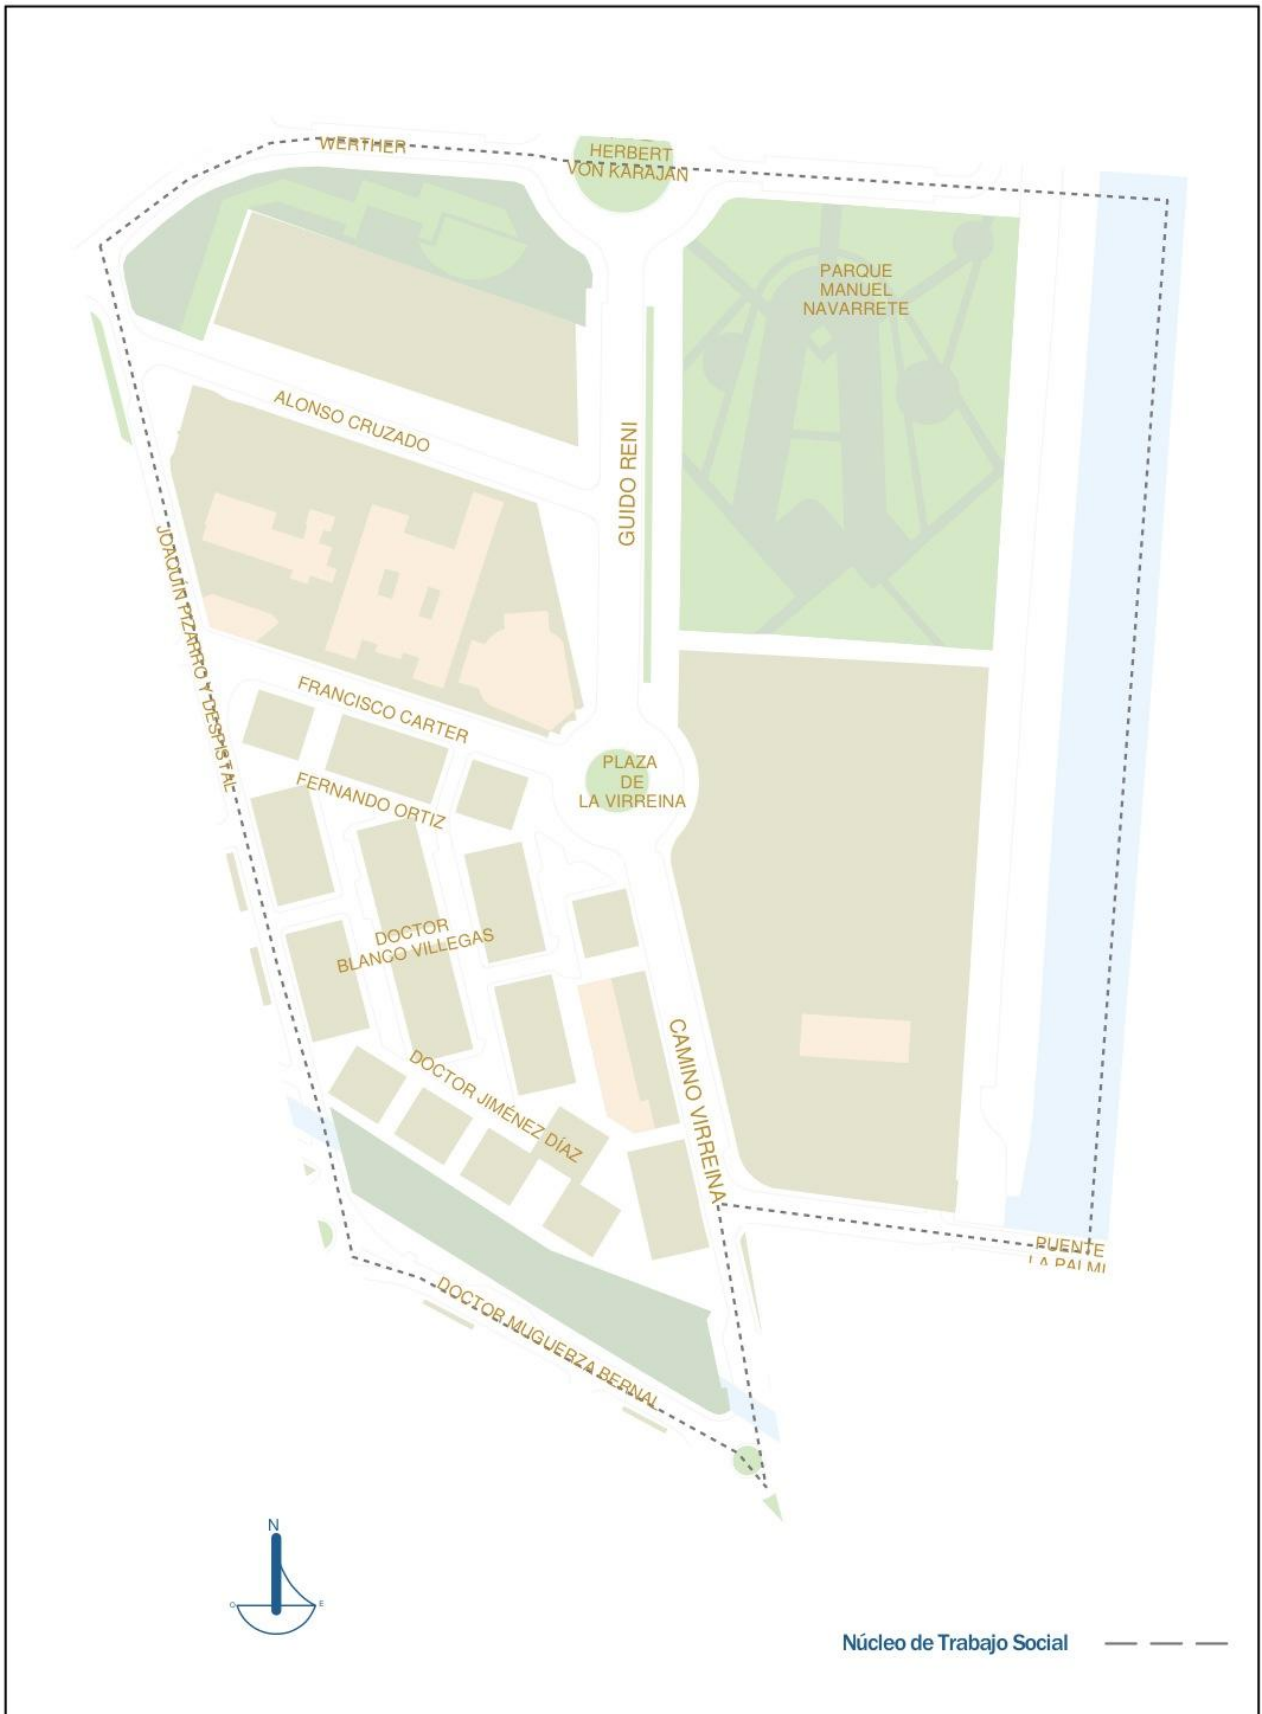 WERTHER
HERBERT
VON KARAJAN
PARQUE
MANUEL
NAVARRETE
ALONSO CRUZADO
GUIDO RENI
JOAQUÍN PIZARRO Y DESPISTAL
FRANCISCO CARTER
PLAZA
DE
LA VIRREINA
FERNANDO ORTIZ
DOCTOR
BLANCO VILLEGAS
CAMINO VIRREINA
DOCTOR JIMÉNEZ DÍAZ
PUENTE
LA PALMI
DOCTOR MUGUERZA BERNAL
N
O
E
Núcleo de Trabajo Social